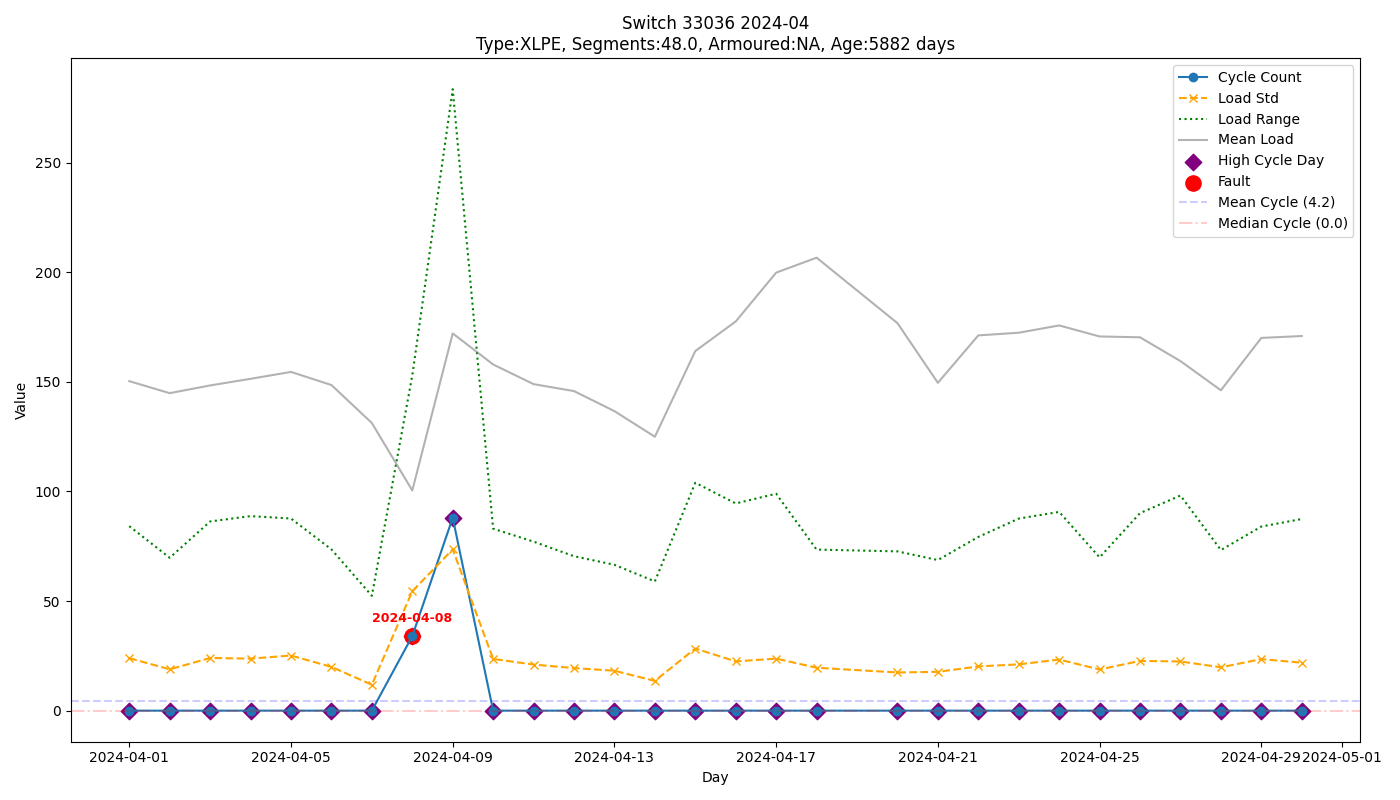 Switch 33036 2024-04
Type:XLPE, Segments:48.0, Armoured:NA, Age:5882 days
Cycle Count
Load Std
Load Range
Mean Load
High Cycle Day
Fault
Mean Cycle (4.2)
Median Cycle (0.0)
Value
250
200
150
100
50
0
2024-04-08
2024-04-01
2024-04-05
2024-04-09
2024-04-13
2024-04-17
2024-04-21
2024-04-25
2024-04-29
2024-05-01
Day